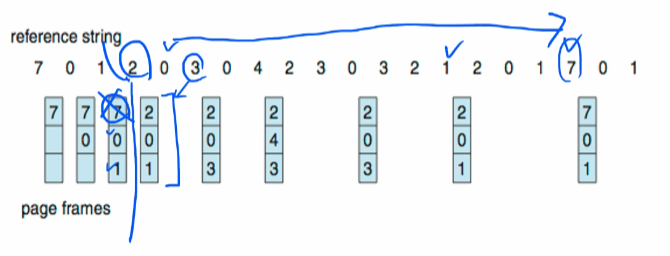 reference string
7 0 1 2 0 3 0 4 2 3 0 3 2 1 2 0 1 7 0 1
7 7 7 2 2 2 2 2 7
0 0 0 0 4 0 0 0
1 1 3 3 3 1 1
page frames